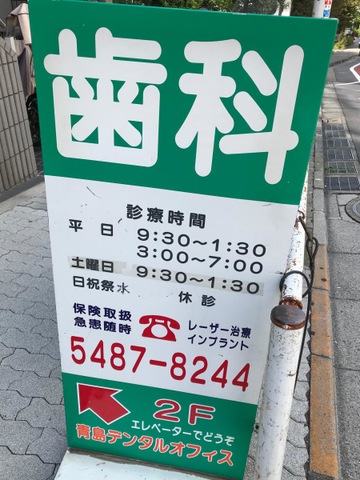 歯科
診療時間
平日 9:30～1:30
3:00～7:00
土曜日 9:30～1:30
日祝祭水 休診
保険取扱
急患随時
レーザー治療
インプラント
5487-8244
2F
エレベーターでどうぞ
青島デンタルオフィス